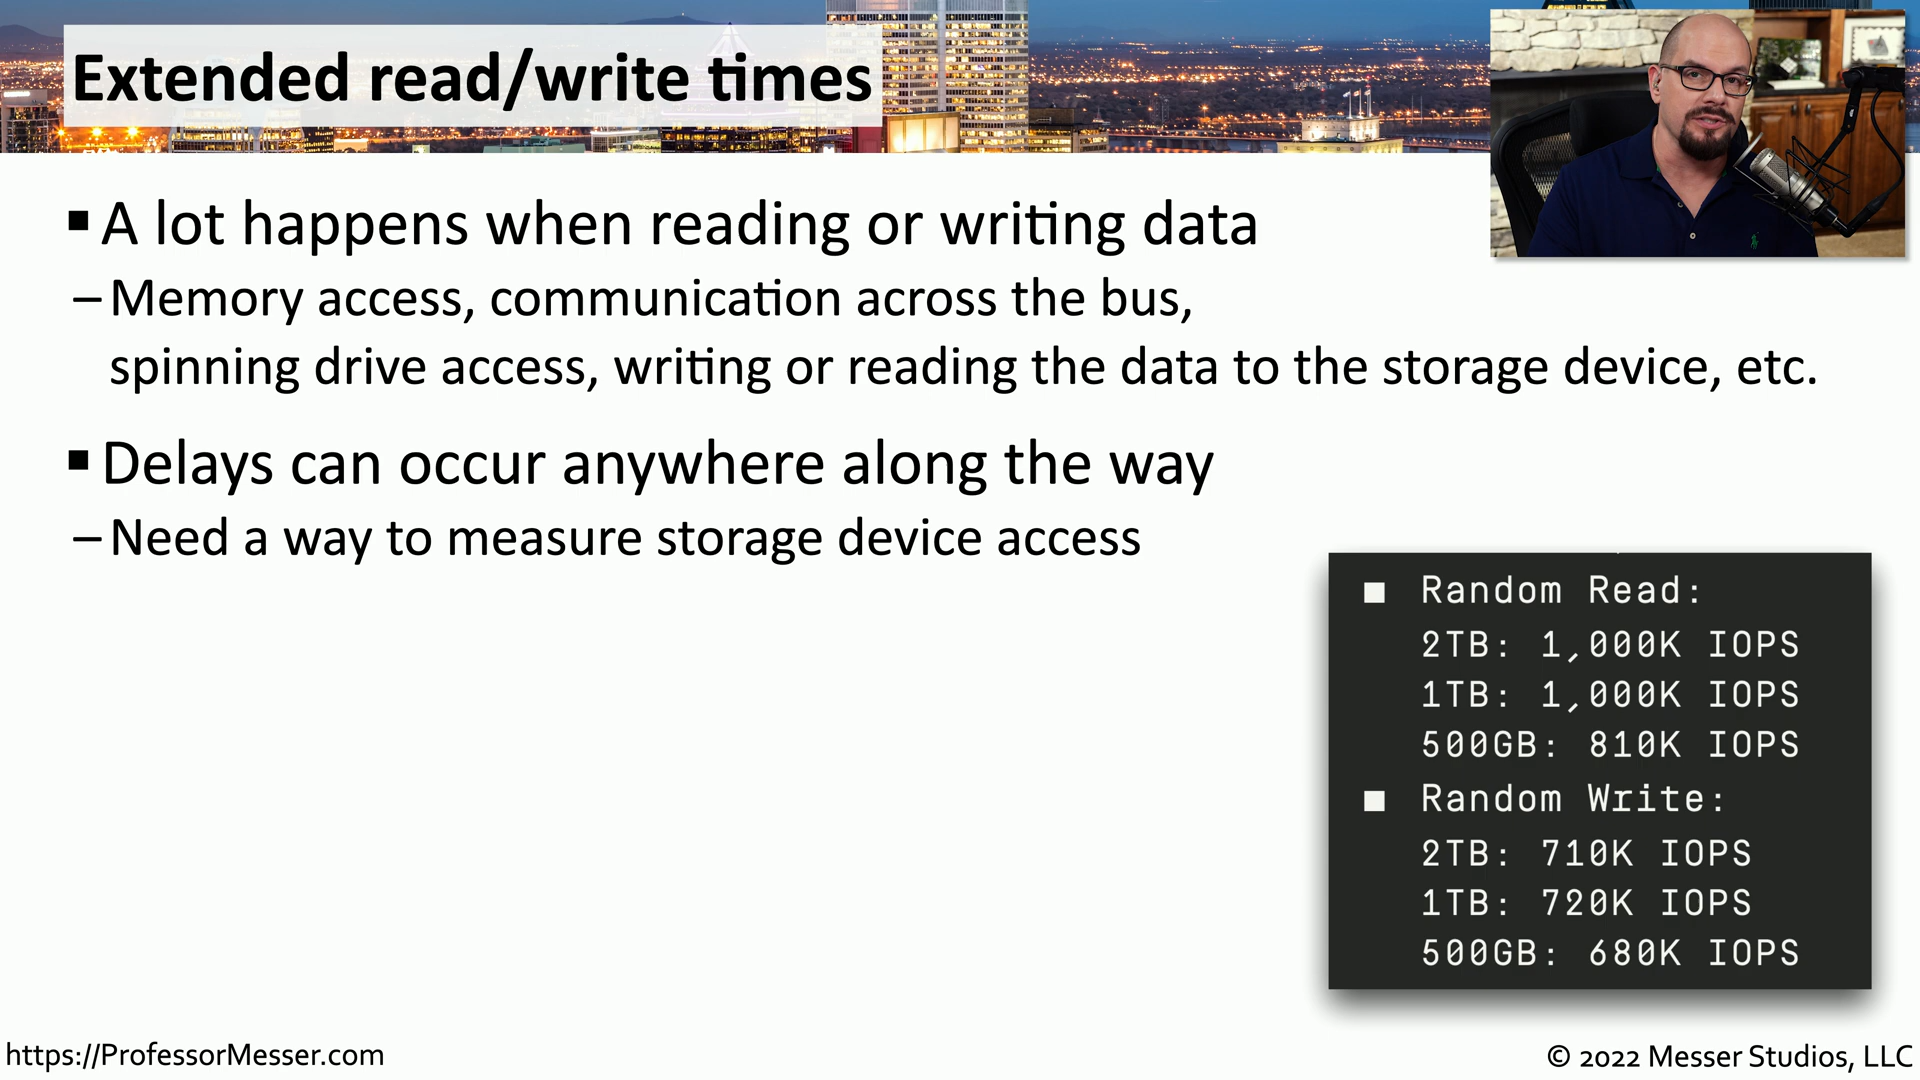 Extended read/write times
▪ A lot happens when reading or writing data
– Memory access, communication across the bus,
spinning drive access, writing or reading the data to the storage device, etc.
▪ Delays can occur anywhere along the way
– Need a way to measure storage device access
■ Random Read:
2TB: 1,000K IOPS
1TB: 1,000K IOPS
500GB: 810K IOPS
■ Random Write:
2TB: 710K IOPS
1TB: 720K IOPS
500GB: 680K IOPS
https://ProfessorMesser.com
© 2022 Messer Studios, LLC